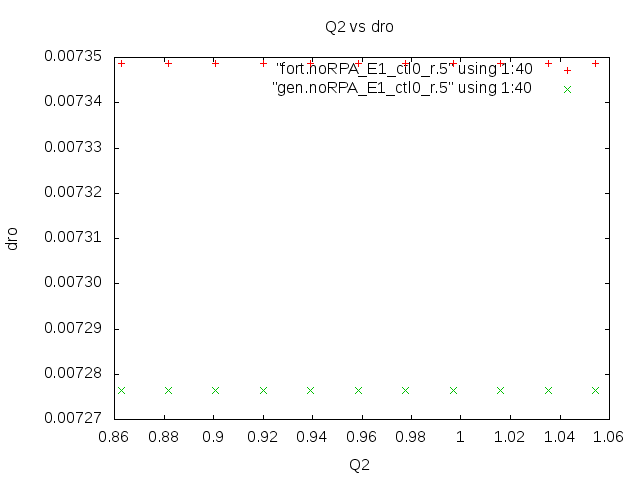 Q2 vs dro
"fort.noRPA_E1_ctl0_r.5" using 1:40
"gen.noRPA_E1_ctl0_r.5" using 1:40
0.00735
0.00734
0.00733
0.00732
0.00731
0.00730
0.00729
0.00728
0.00727
dro
0.86 0.88 0.9 0.92 0.94 0.96 0.98 1 1.02 1.04 1.06
Q2